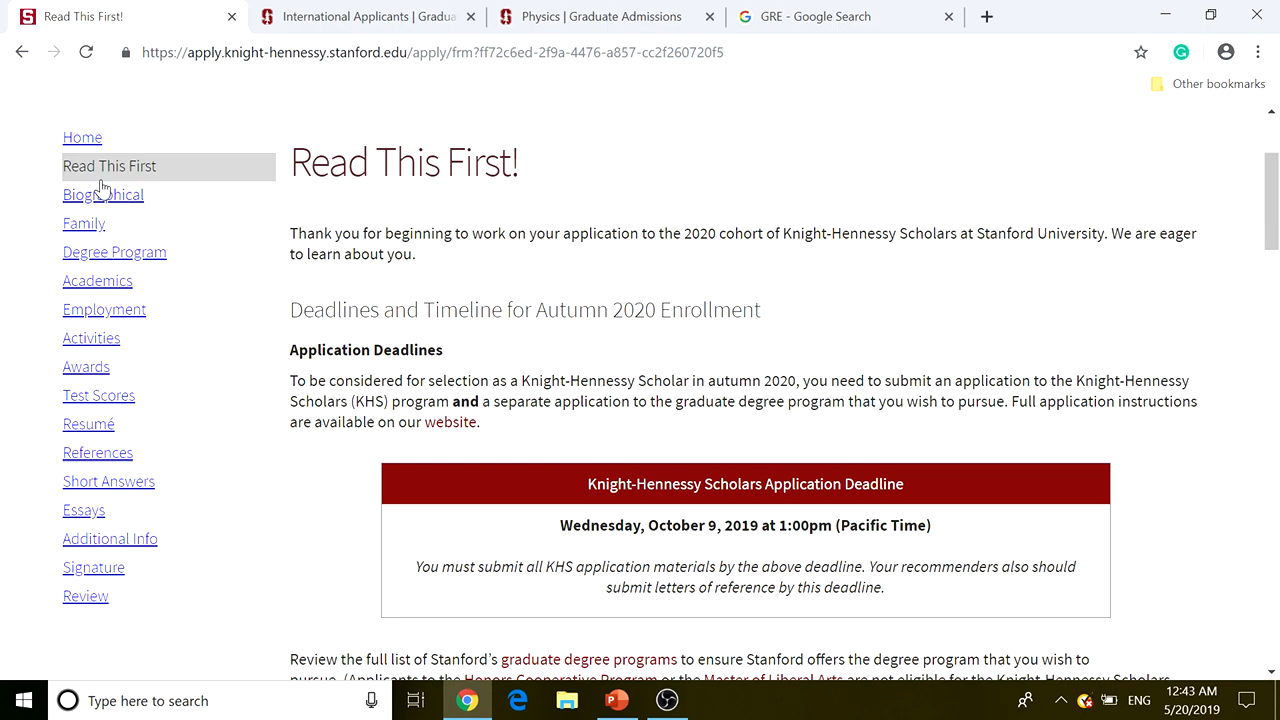 Read This First!
International Applicants | Gradua
Physics | Graduate Admissions
GRE - Google Search
https://apply.knight-hennessy.stanford.edu/apply/frm?ff72c6ed-2f9a-4476-a857-cc2f260720f5
Other bookmarks
Home
Read This First
Biographical
Family
Degree Program
Academics
Employment
Activities
Awards
Test Scores
Resumé
References
Short Answers
Essays
Additional Info
Signature
Review
Read This First!
Thank you for beginning to work on your application to the 2020 cohort of Knight-Hennessy Scholars at Stanford University. We are eager
to learn about you.
Deadlines and Timeline for Autumn 2020 Enrollment
Application Deadlines
To be considered for selection as a Knight-Hennessy Scholar in autumn 2020, you need to submit an application to the Knight-Hennessy
Scholars (KHS) program and a separate application to the graduate degree program that you wish to pursue. Full application instructions
are available on our website.
Knight-Hennessy Scholars Application Deadline
Wednesday, October 9, 2019 at 1:00pm (Pacific Time)
You must submit all KHS application materials by the above deadline. Your recommenders also should
submit letters of reference by this deadline.
Review the full list of Stanford's graduate degree programs to ensure Stanford offers the degree program that you wish to
pursue. (Applicants to the Honors Cooperative Program or the Master of Liberal Arts are not eligible for the Knight-Hennessy
Type here to search
ENG
12:43 AM
5/20/2019